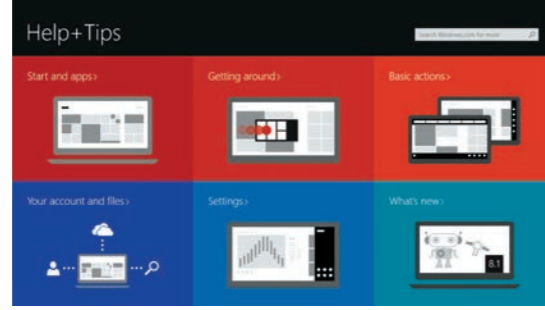 Help+Tips
Search Windows.com for more
Start and apps›
Getting around›
Basic actions›
Your account and files›
Settings›
What's new›
8.1